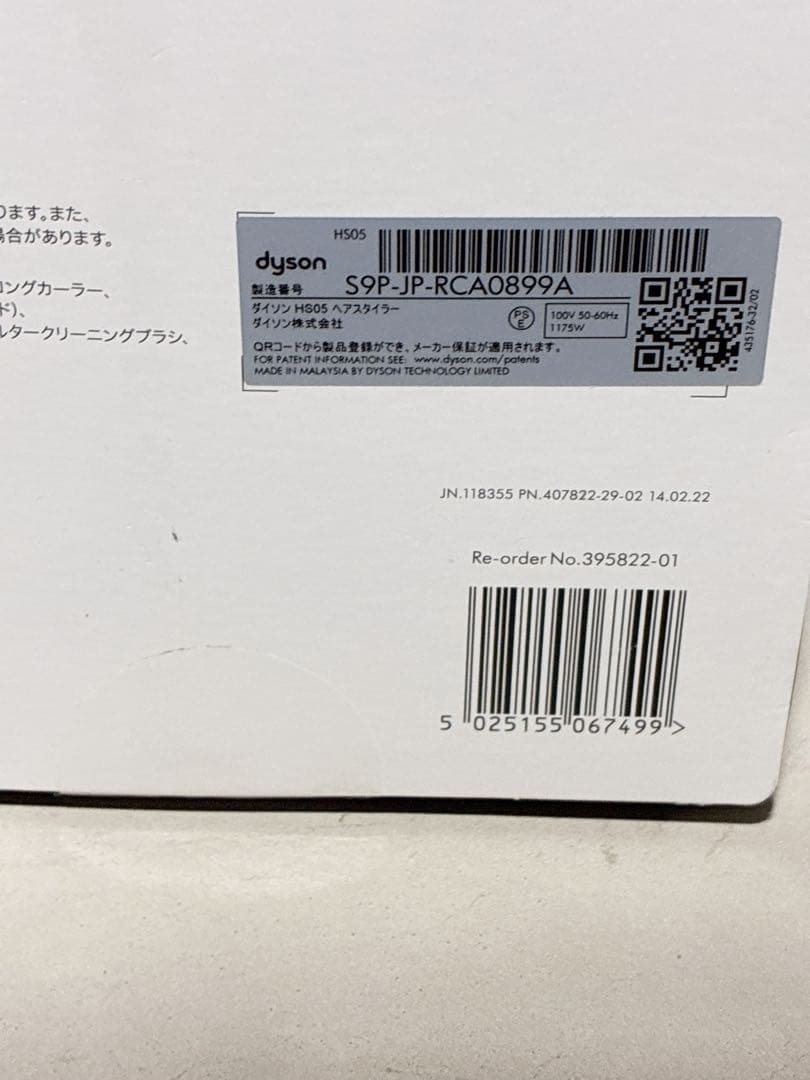 ります。また、
場合があります。
ロングカーラー、
ド)、
ルタークリーニングブラシ、
HS05
dyson
製造番号 S9P-JP-RCA0899A
ダイソン HS05 ヘアスタイラー
ダイソン株式会社
PS
E
100V 50-60Hz
1175W
QRコードから製品登録ができ、メーカー保証が適用されます。
FOR PATENT INFORMATION SEE: www.dyson.com/patents
MADE IN MALAYSIA BY DYSON TECHNOLOGY LIMITED
435176-32/02
JN.118355 PN.407822-29-02 14.02.22
Re-order No.395822-01
5 025155 067499 >